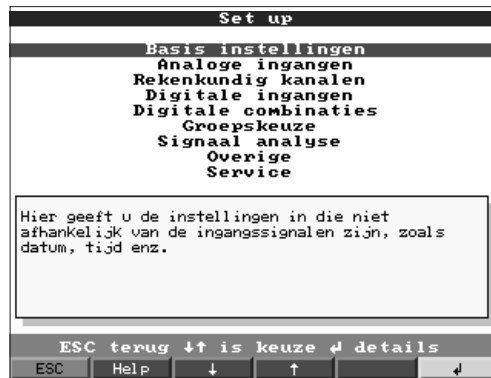 Set up
Basis instellingen
Analoge ingangen
Rekenkundig kanalen
Digitale ingangen
Digitale combinaties
Groepskeuze
Signaal analyse
Overige
Service
Hier geeft u de instellingen in die niet
afhankelijk van de ingangssignalen zijn, zoals
datum, tijd enz.
ESC terug ↓↑ is keuze ↵ details
ESC Help ↓ ↑ ↵